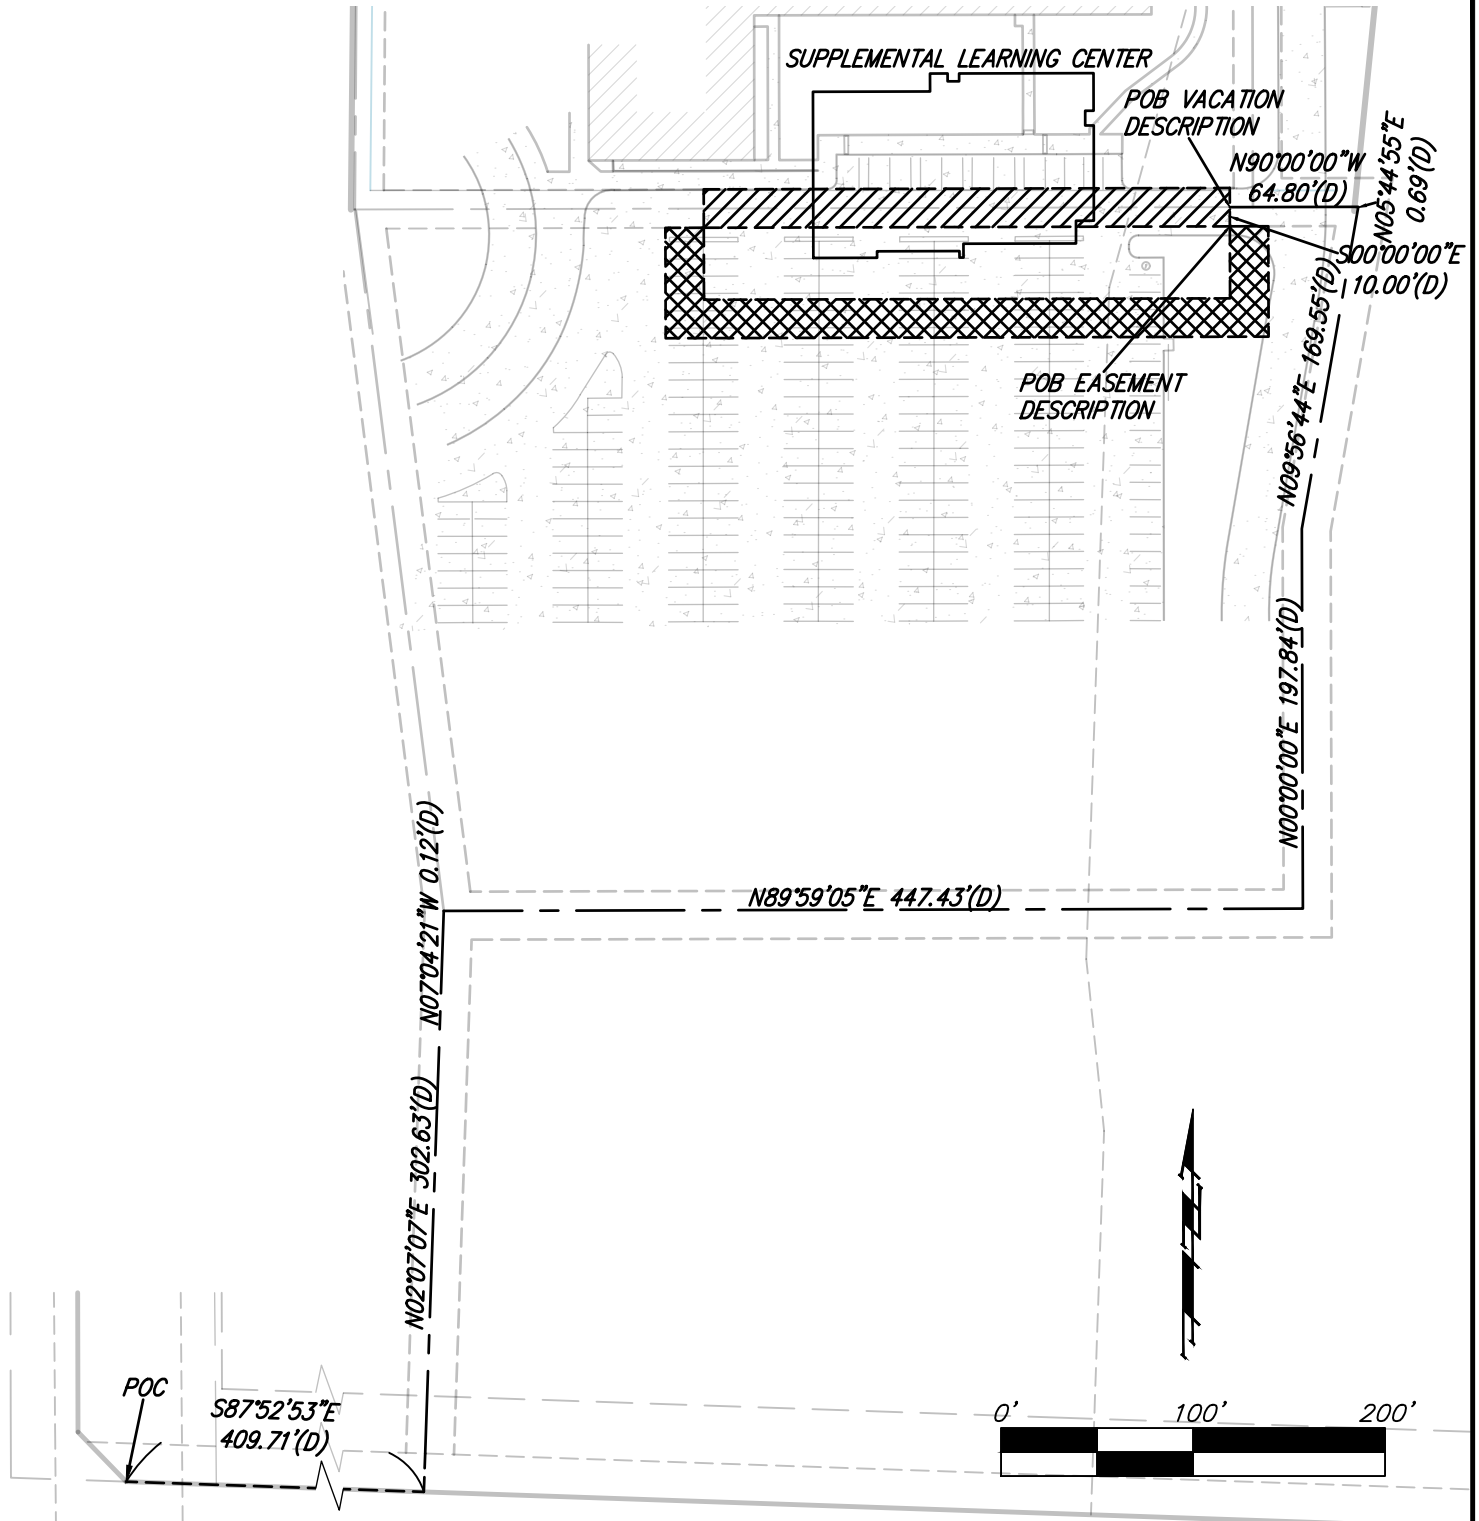 SUPPLEMENTAL LEARNING CENTER
POB VACATION
DESCRIPTION
N90°00'00"W
64.80'(D)
N05°44'55"E
0.69'(D)
S00°00'00"E
10.00'(D)
N09°56'44"E 169.55'(D)
POB EASEMENT
DESCRIPTION
N00°00'00"E 197.84'(D)
N07°04'21"W 0.12'(D)
N89°59'05"E 447.43'(D)
N02°07'07"E 302.63'(D)
POC
S87°52'53"E
409.71'(D)
0' 100' 200'